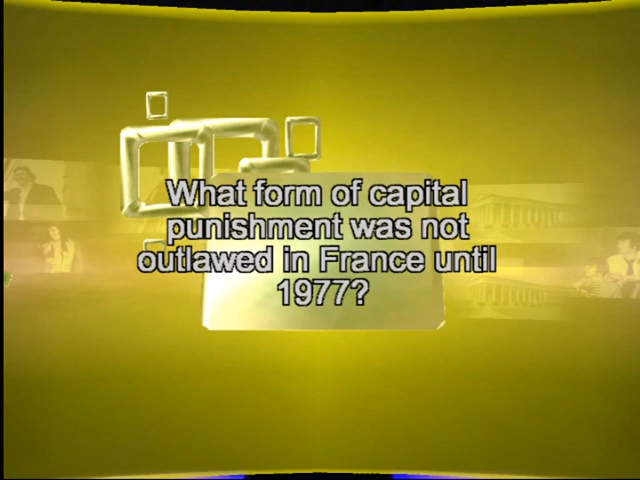 What form of capital
punishment was not
outlawed in France until
1977?